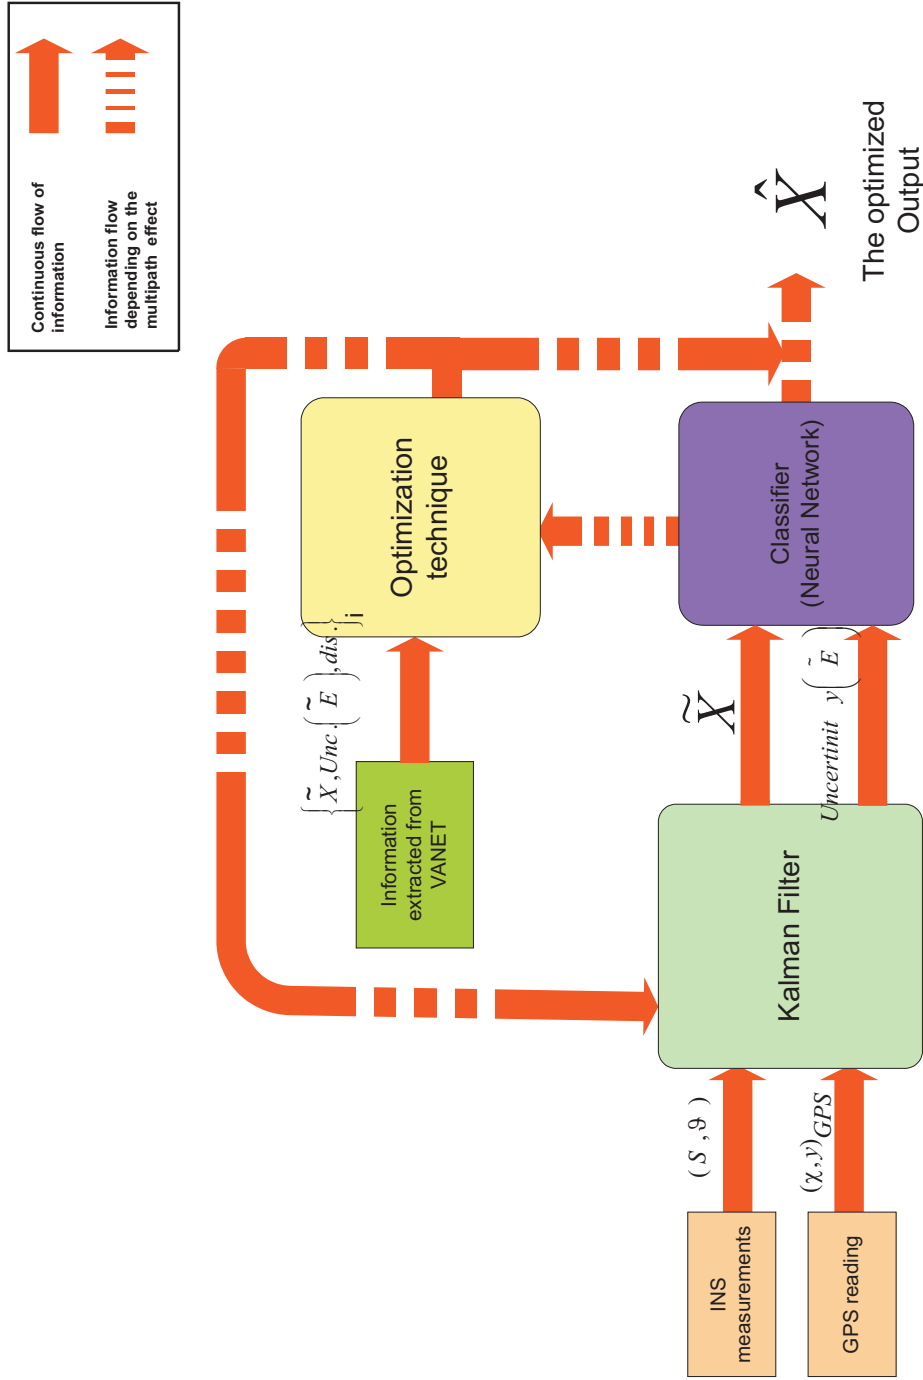 Continuous flow of
information
Information flow
depending on the
multipath effect
INS
measurements
GPS reading
( S , ϑ )
(χ, y)GPS
Kalman Filter
X̃
Uncertinit y ( Ẽ )
Information
extracted from
VANET
{ X̃ , Unc . ( Ẽ ) , dis . } i
Optimization
technique
Classifier
(Neural Network)
X̂
The optimized
Output